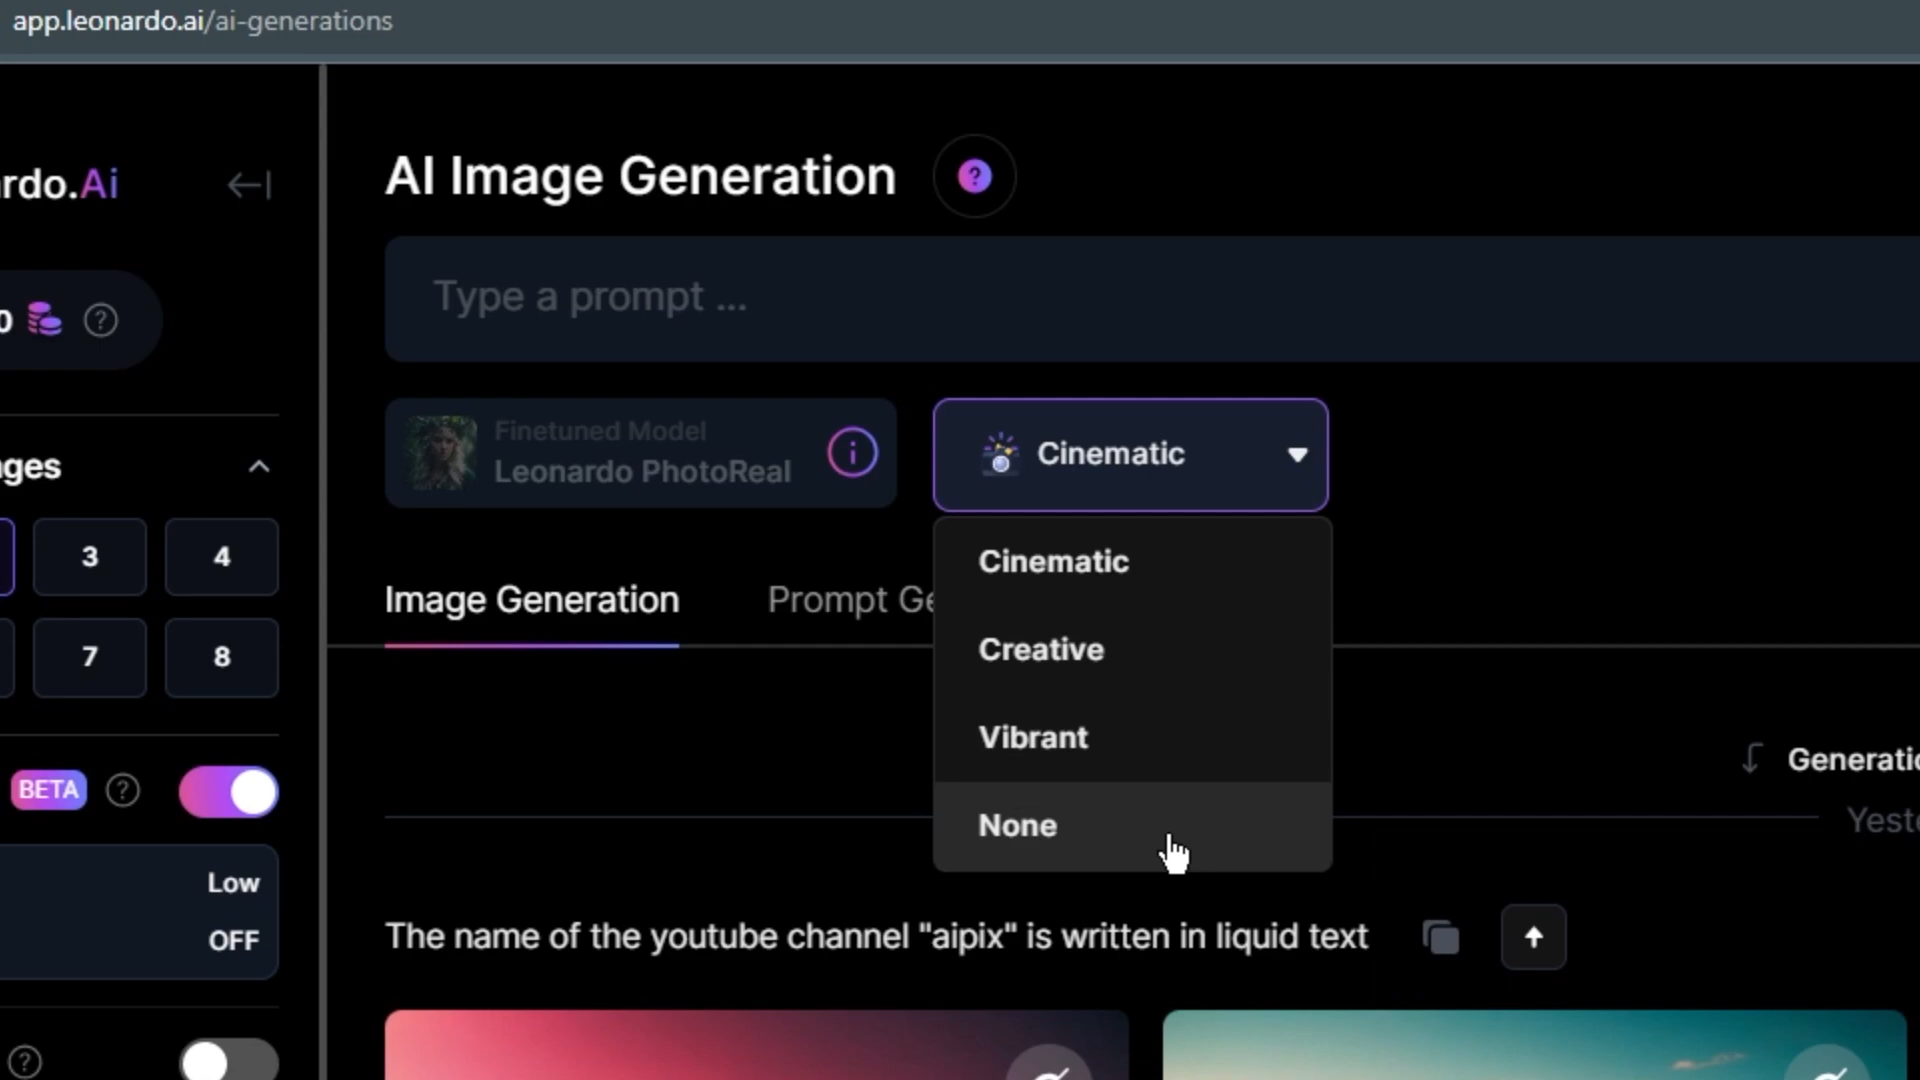 app.leonardo.ai/ai-generations
rdo.Ai
AI Image Generation
?
Type a prompt ...
0
?
Finetuned Model
Leonardo PhotoReal
i
Cinematic
ges
3
4
7
8
Image Generation
Prompt Ge
Cinematic
Creative
Vibrant
None
BETA
?
Generatio
Yeste
Low
OFF
The name of the youtube channel "aipix" is written in liquid text
?